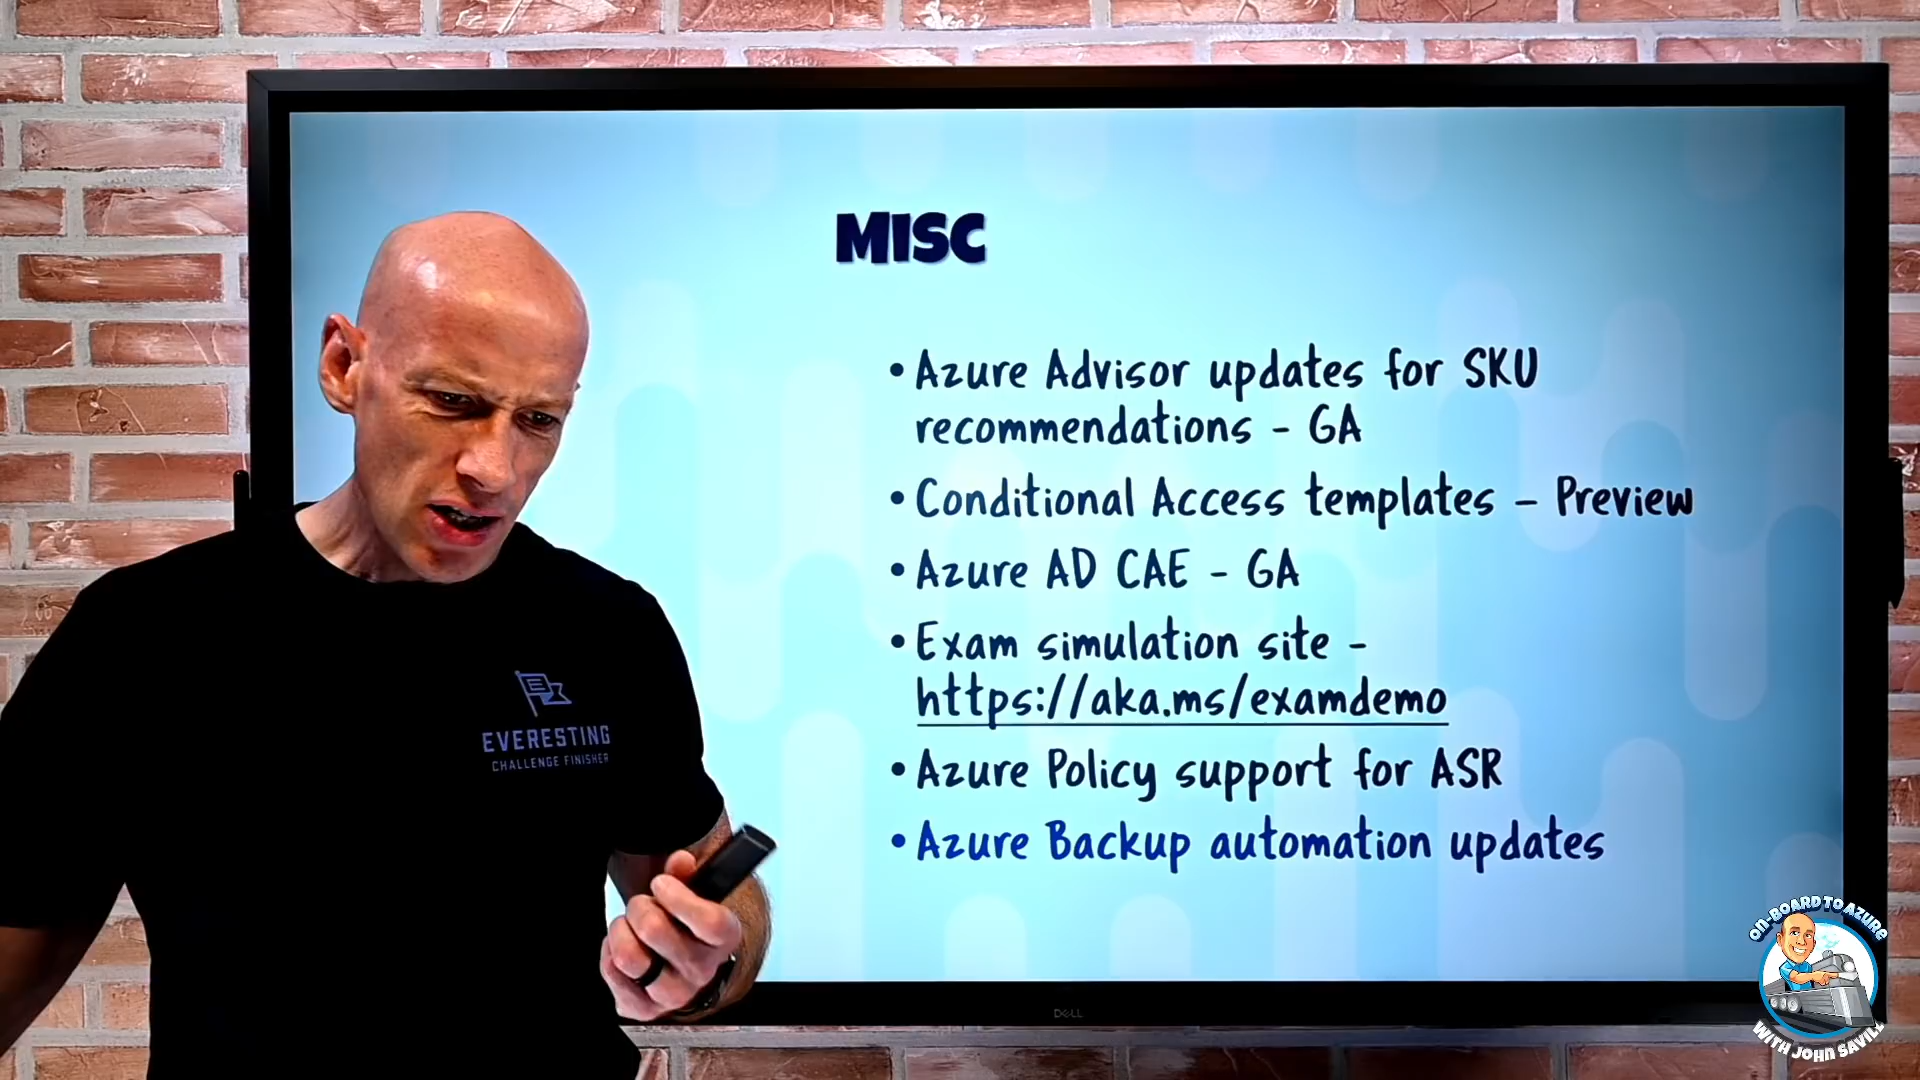 MISC
• Azure Advisor updates for SKU
recommendations - GA
• Conditional Access templates – Preview
• Azure AD CAE - GA
• Exam simulation site -
https://aka.ms/examdemo
• Azure Policy support for ASR
• Azure Backup automation updates
EVERESTING
CHALLENGE FINISHER
DELL
ON-BOARD TO AZURE
WITH JOHN SAVILL